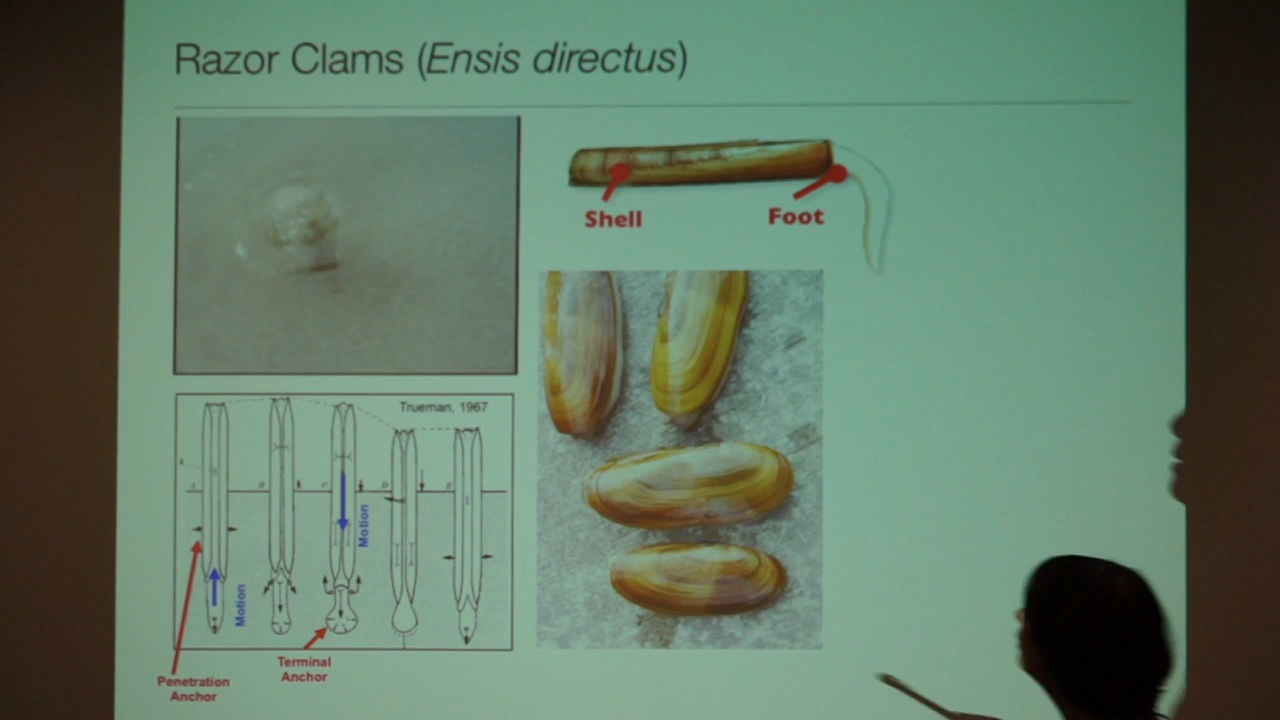 Razor Clams (Ensis directus)
Shell
Foot
Trueman, 1967
A
B
C
D
E
Motion
Motion
Penetration
Anchor
Terminal
Anchor